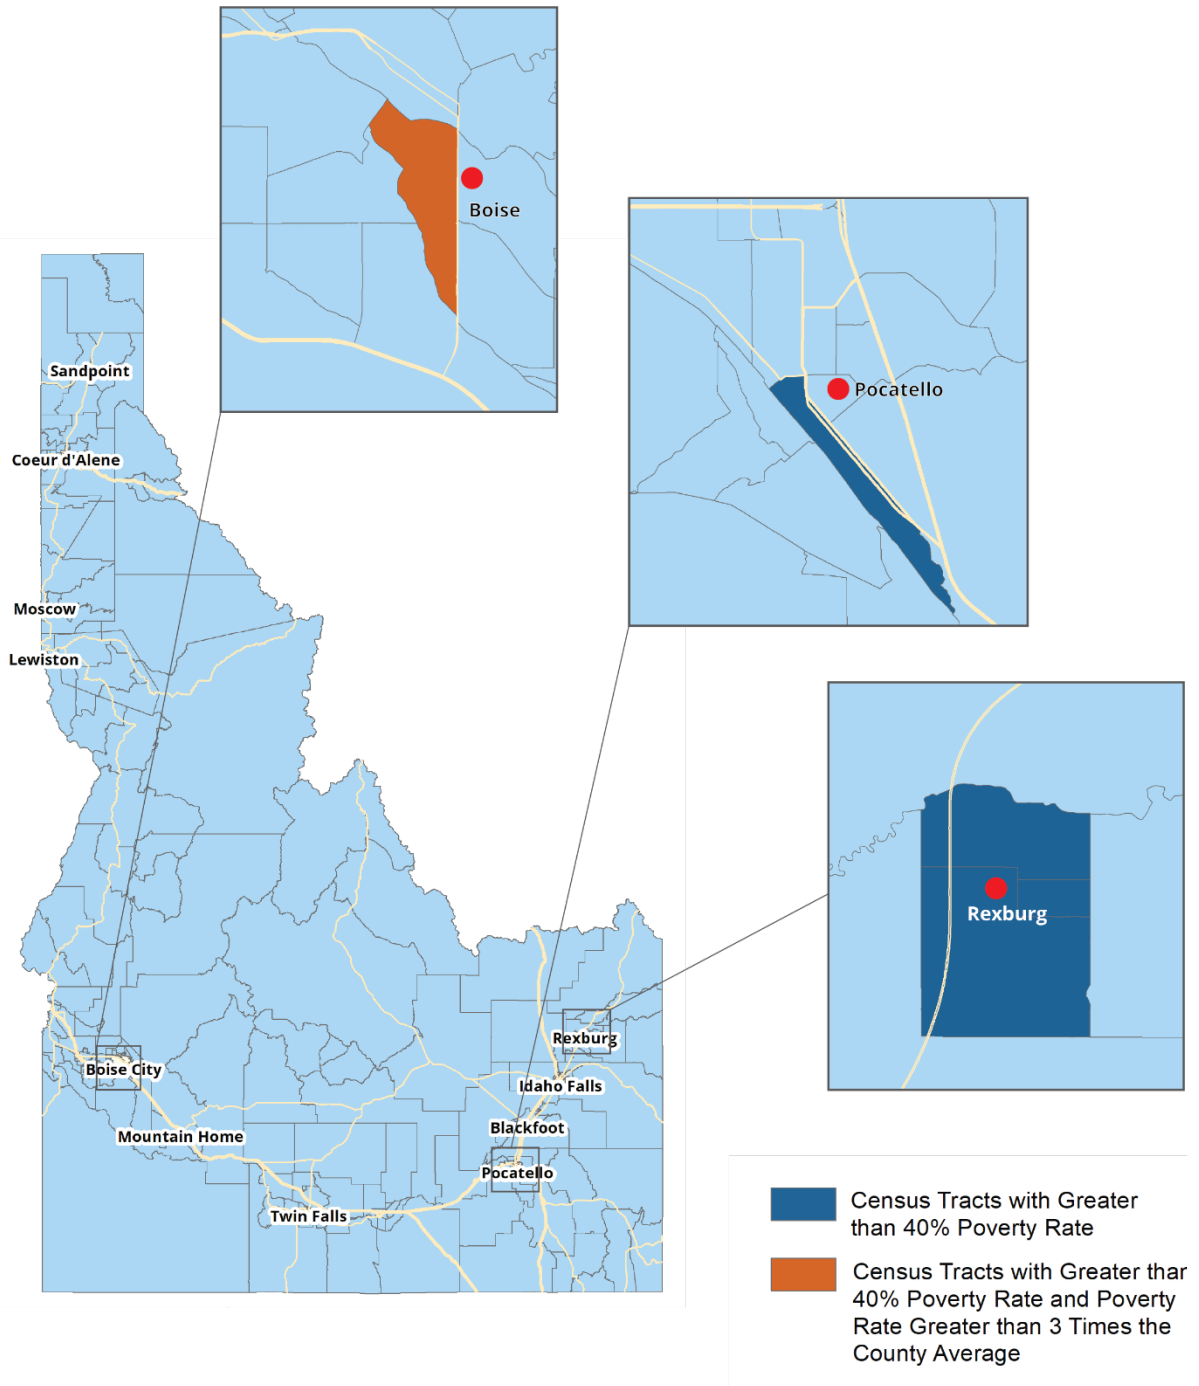 Boise
Pocatello
Sandpoint
Coeur d'Alene
Moscow
Lewiston
Rexburg
Rexburg
Boise City
Idaho Falls
Blackfoot
Mountain Home
Pocatello
Twin Falls
Census Tracts with Greater
than 40% Poverty Rate
Census Tracts with Greater than
40% Poverty Rate and Poverty
Rate Greater than 3 Times the
County Average